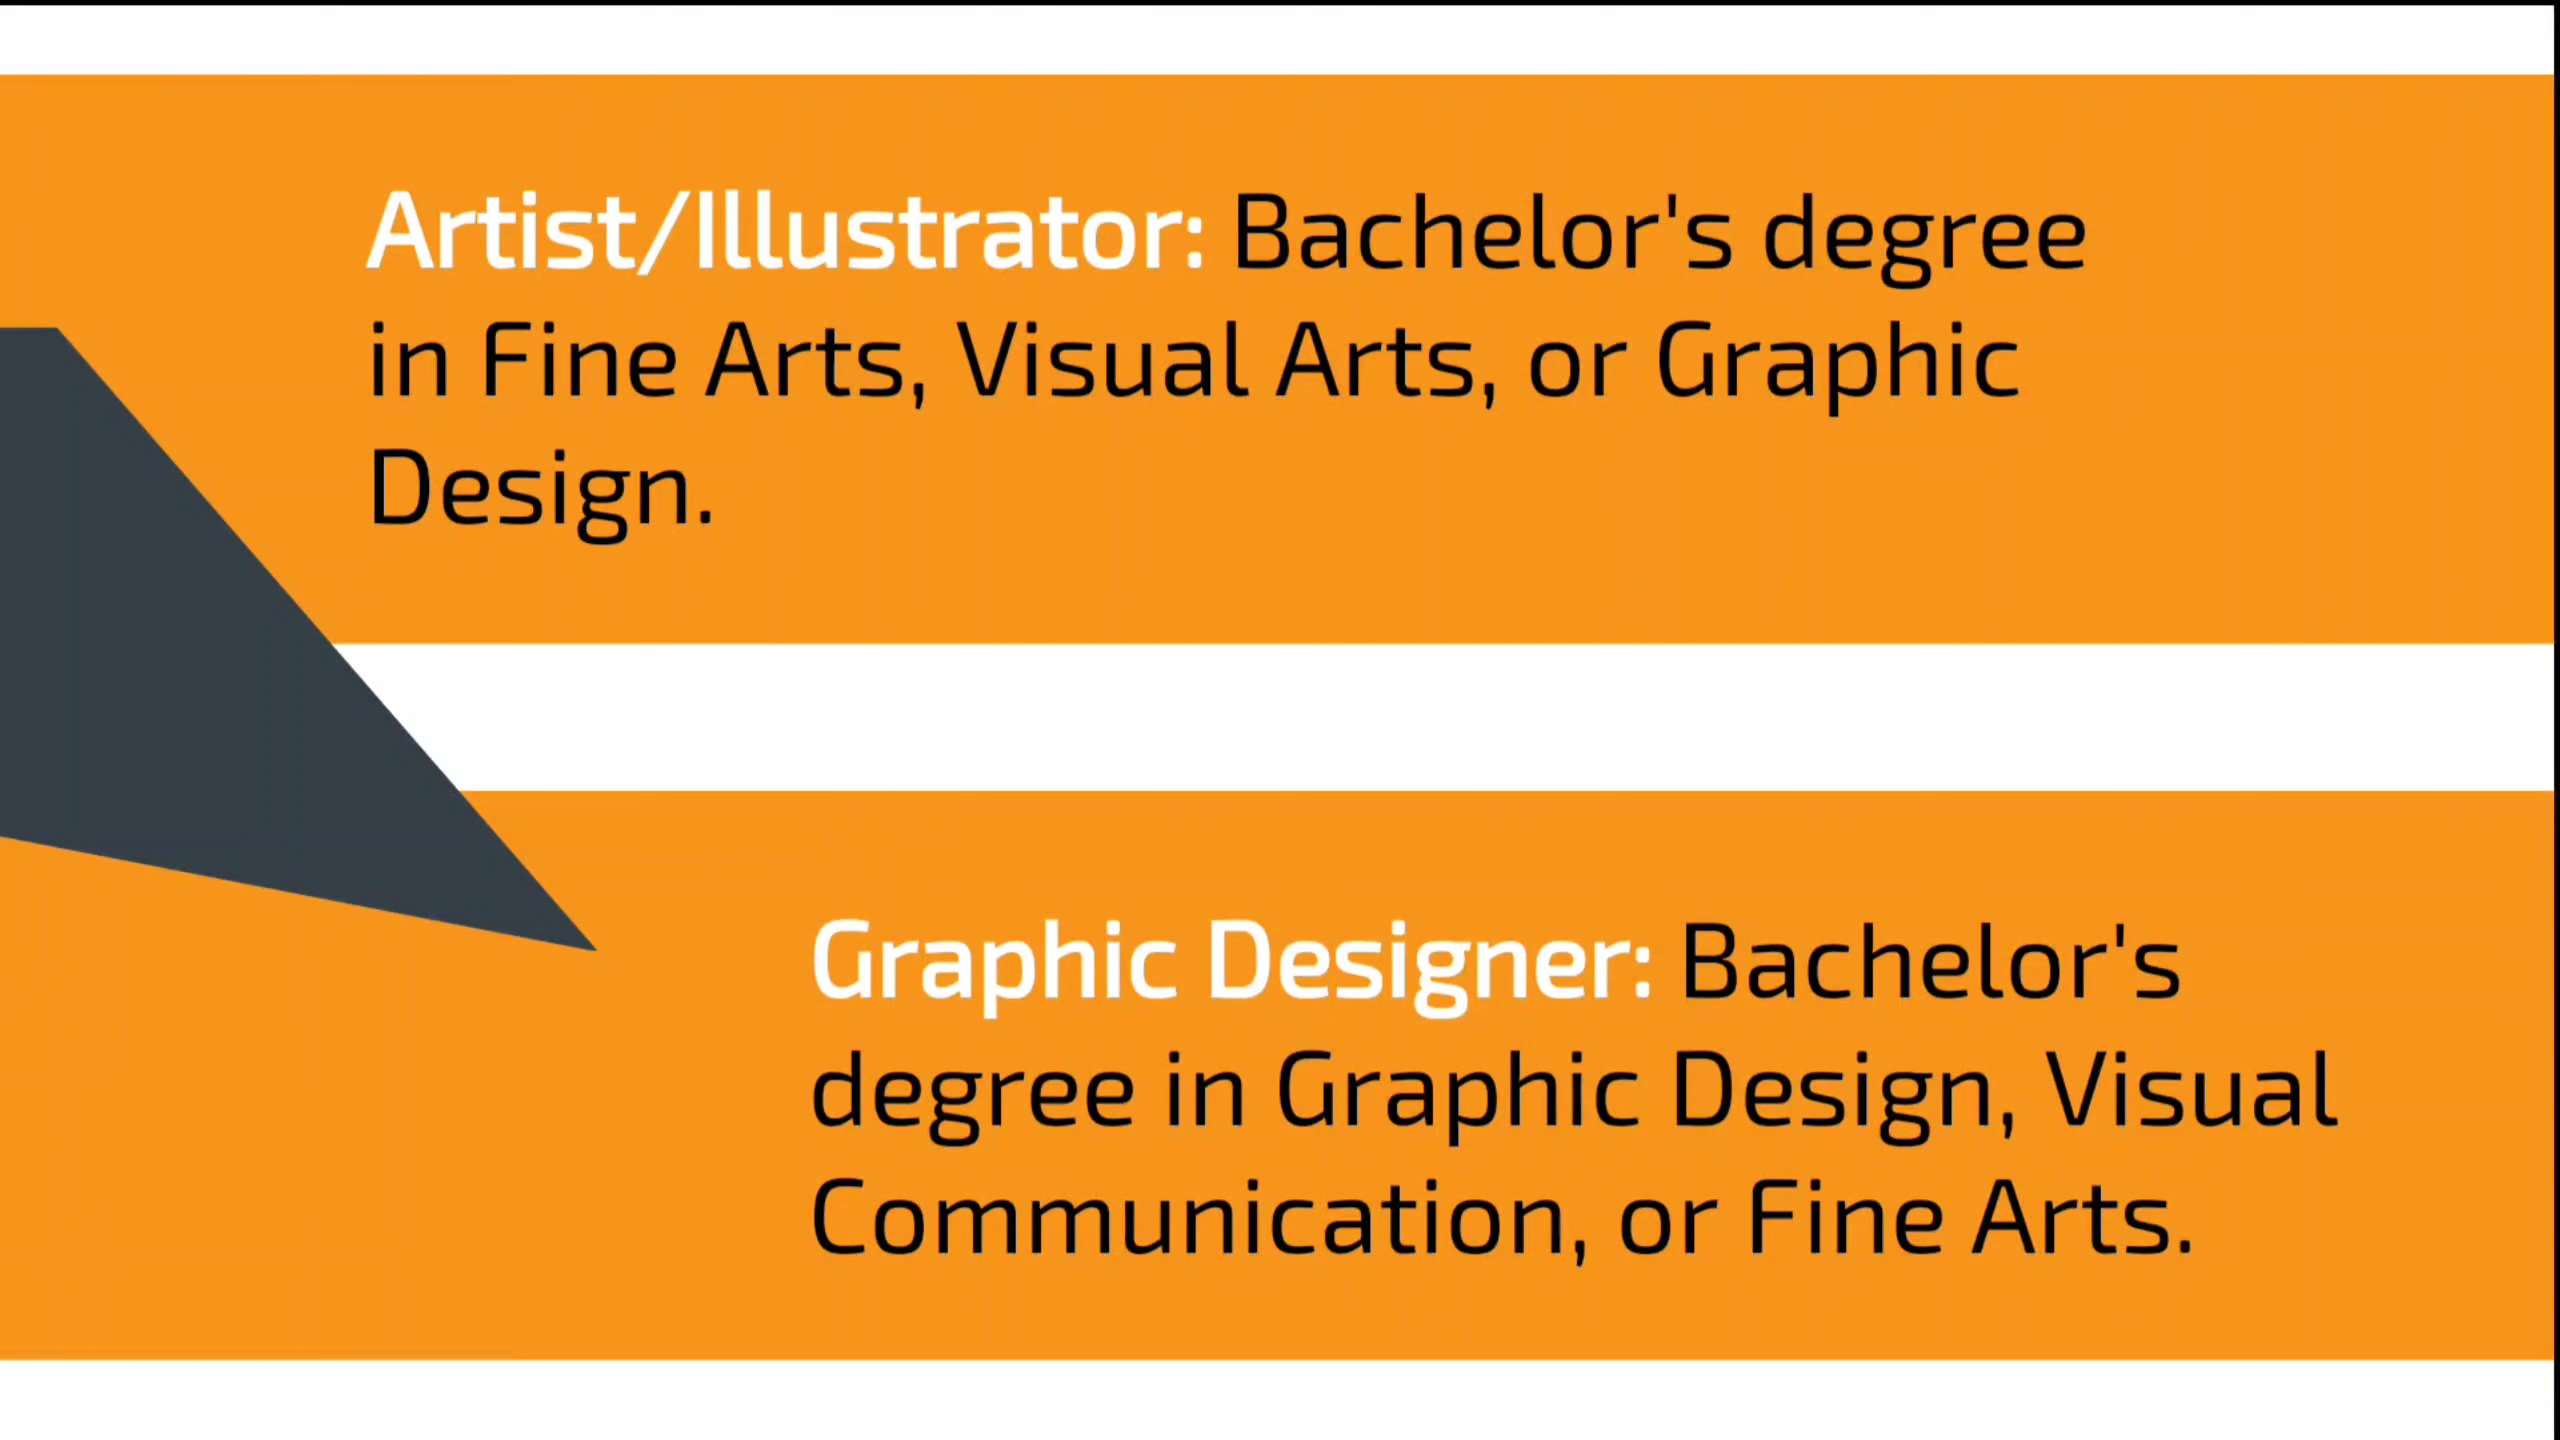 Artist/Illustrator: Bachelor's degree
in Fine Arts, Visual Arts, or Graphic
Design.
Graphic Designer: Bachelor's
degree in Graphic Design, Visual
Communication, or Fine Arts.